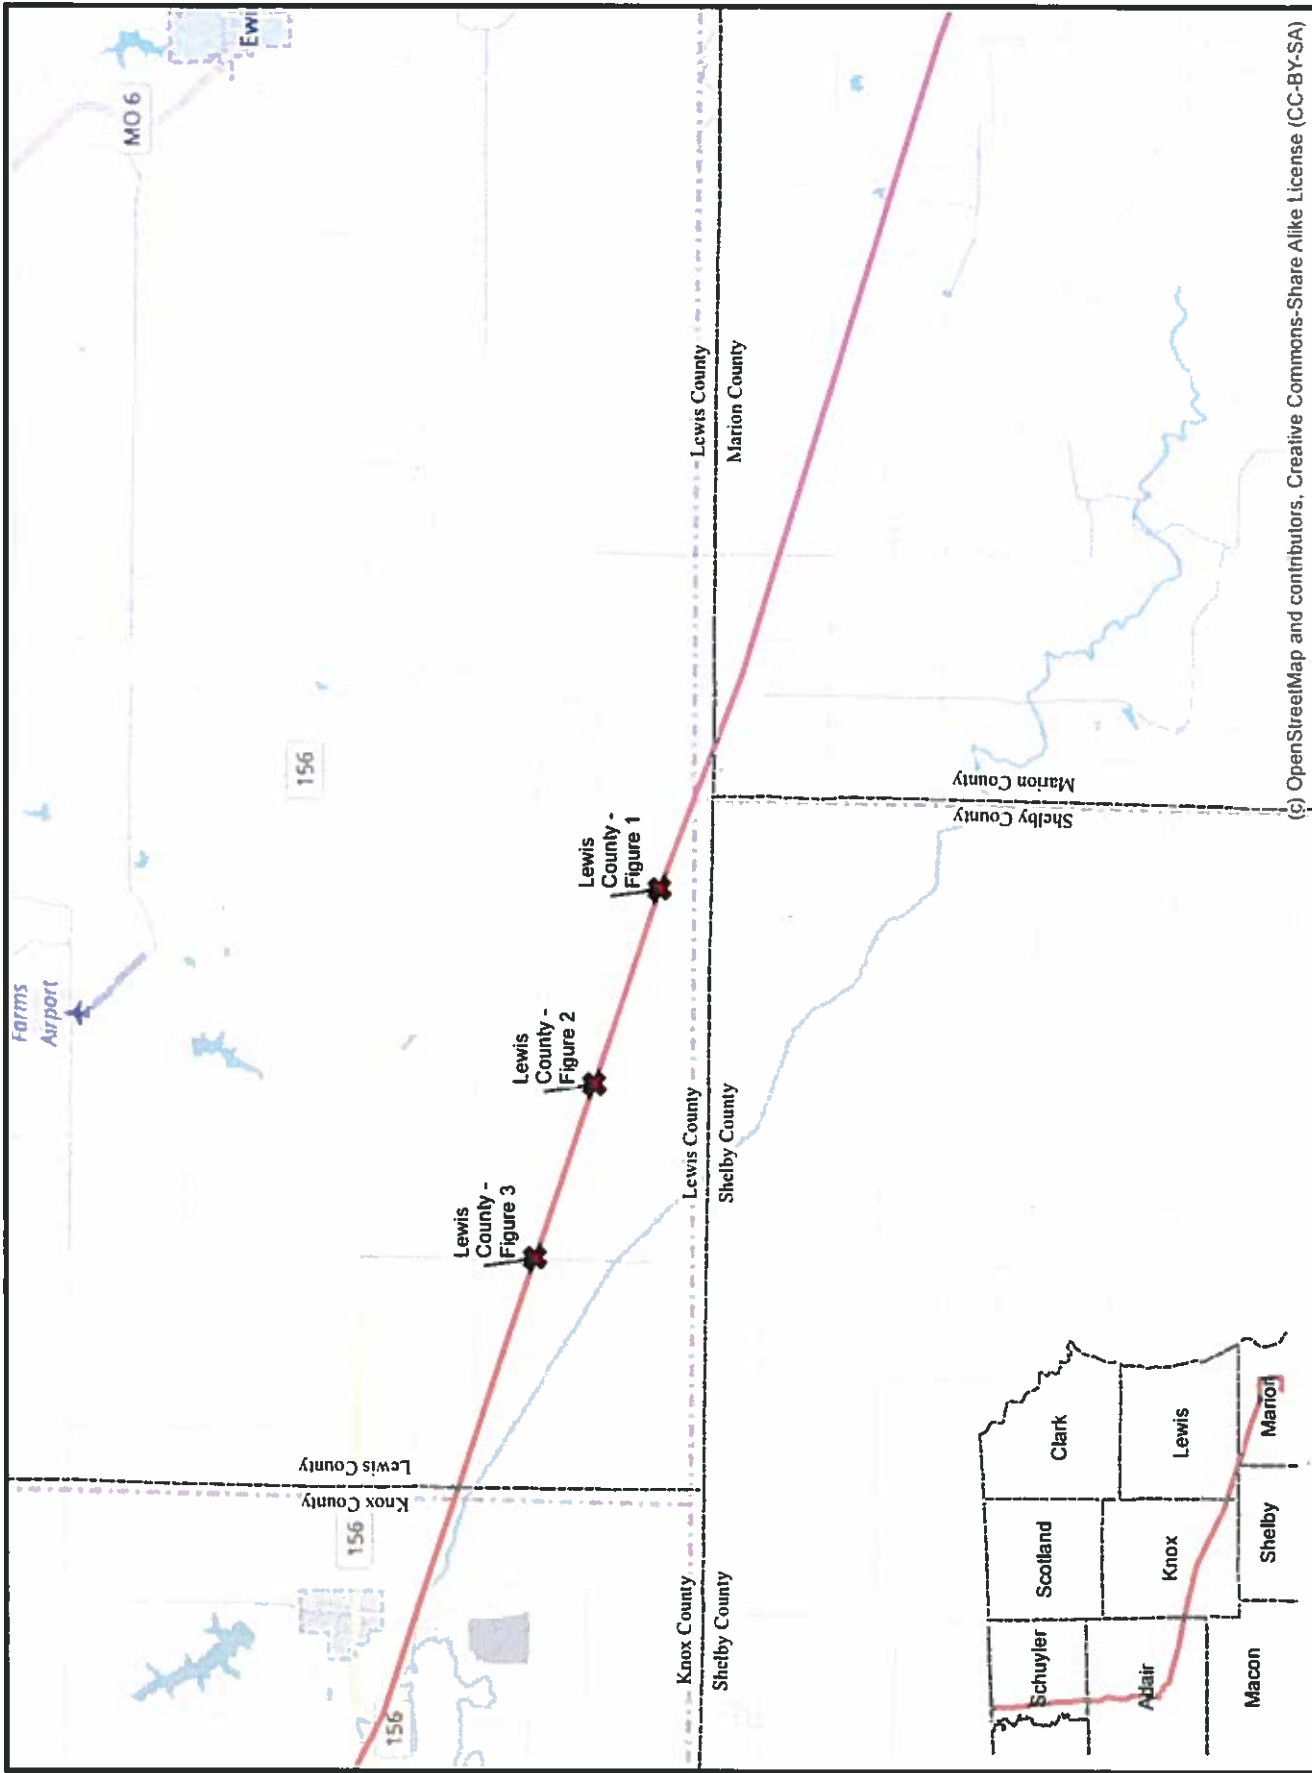 Farms
Airport
MO 6
Ewi
156
Lewis
County -
Figure 3
Lewis
County -
Figure 2
Lewis
County -
Figure 1
Knox County
Lewis County
156
156
Knox County
Shelby County
Lewis County
Shelby County
Lewis County
Marion County
Shelby County
Marion County
Schuyler
Scotland
Clark
Adair
Knox
Lewis
Macon
Shelby
Marion
(c) OpenStreetMap and contributors, Creative Commons-Share Alike License (CC-BY-SA)